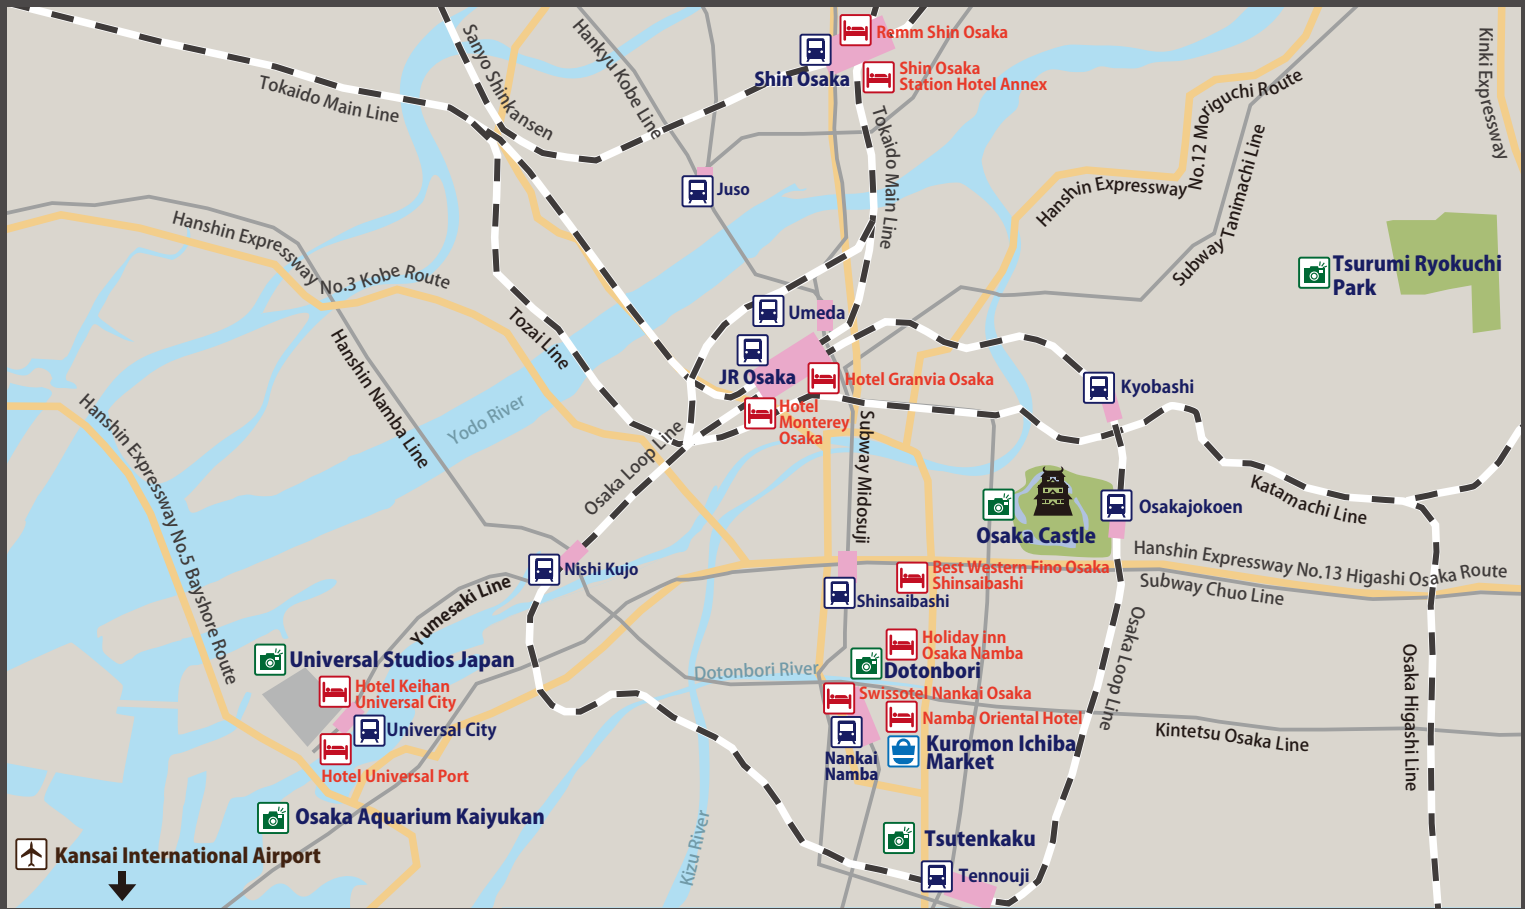 Remm Shin Osaka
Shin Osaka
Shin Osaka
Station Hotel Annex
Sanyo Shinkansen
Hankyu Kobe Line
Kinki Expressway
Tokaido Main Line
Tokaido Main Line
No.12 Moriguchi Route
Hanshin Expressway
Subway Tanimachi Line
Juso
Hanshin Expressway
No.3 Kobe Route
Tsurumi Ryokuchi
Park
Umeda
Tozai Line
JR Osaka
Hotel Granvia Osaka
Kyobashi
Hanshin Namba Line
Hotel
Monterey
Osaka
Yodo River
Hanshin Expressway No.5 Bayshore Route
Osaka Loop Line
Subway Miolosuji
Katamachi Line
Osakajokoen
Osaka Castle
Hanshin Expressway No.13 Higashi Osaka Route
Nishi Kujo
Best Western Fino Osaka
Shinsaibashi
Subway Chuo Line
Shinsaibashi
Yumesaki Line
Holiday inn
Osaka Namba
Osaka Loop Line
Universal Studios Japan
Dotonbori River
Dotonbori
Osaka Higashi Line
Hotel Keihan
Universal City
Swissotel Nankai Osaka
Namba Oriental Hotel
Universal City
Kintetsu Osaka Line
Nankai
Namba
Kuromon Ichiba
Market
Hotel Universal Port
Osaka Aquarium Kaiyukan
Kizu River
Tsutenkaku
Kansai International Airport
Tennouji